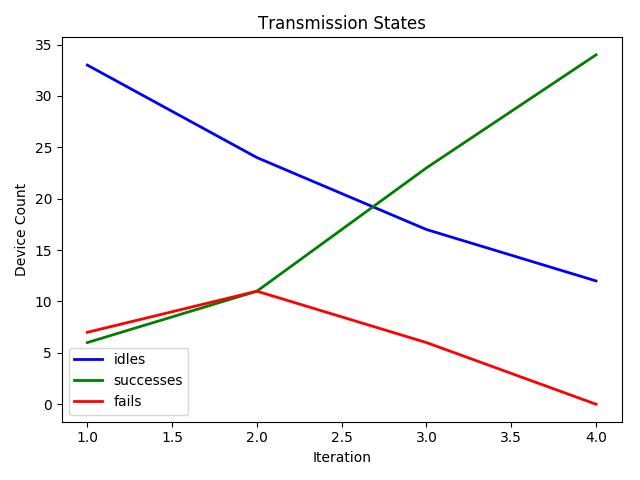 Transmission States
Device Count
35
30
25
20
15
10
5
0
idles
successes
fails
1.0 1.5 2.0 2.5 3.0 3.5 4.0
Iteration